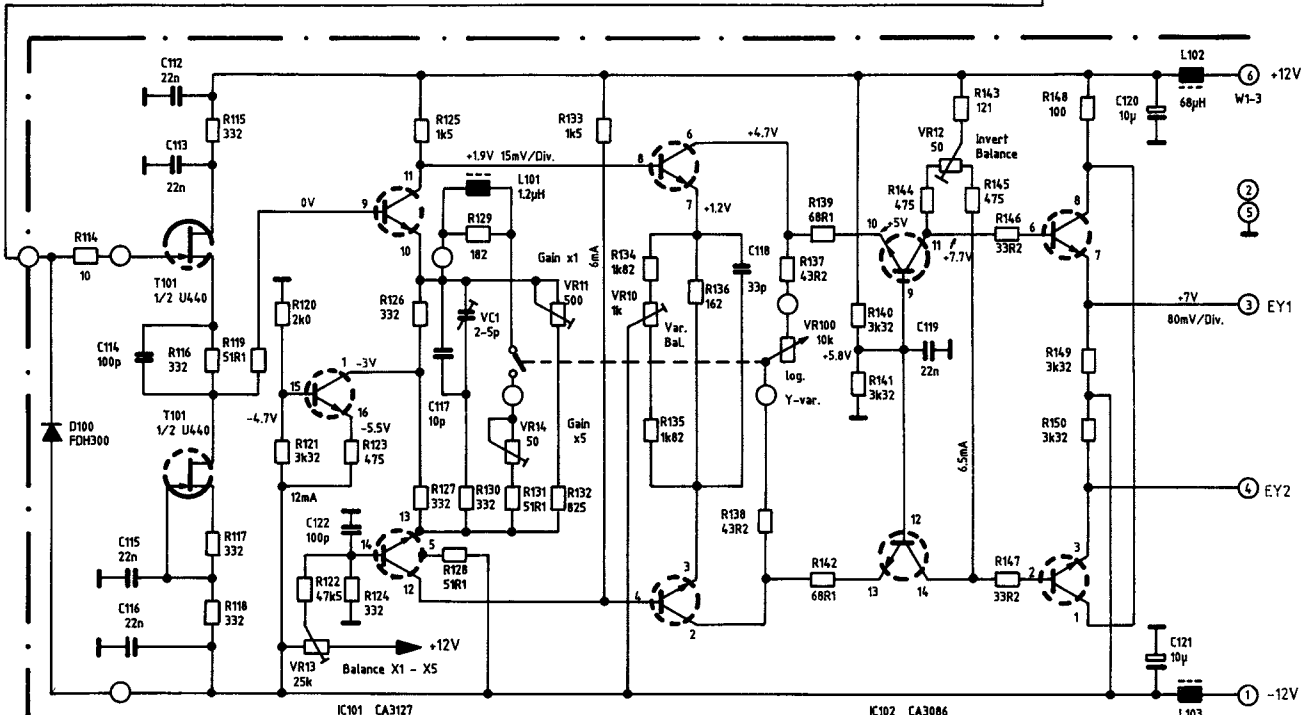 C112
22n
R115
332
C113
22n
R114
10
T101
1/2 U440
C114
100p
R116
332
R119
51R1
T101
1/2 U440
D100
FDH300
C115
22n
C116
22n
R117
332
R118
332
0V
R120
2k0
-4.7V
R121
3k32
12mA
15
1
16
-3V
-5.5V
R123
475
C122
100p
R122
47k5
R124
332
VR13
25k
+12V
Balance X1 - X5
R125
1k5
+1.9V 15mV/Div.
11
9
10
R126
332
R127
332
VC1
2-5p
C117
10p
R130
332
L101
1.2µH
R129
182
Gain x1
VR11
500
VR14
50
Gain
x5
R131
51R1
R132
825
13
14
5
12
R128
51R1
IC101 CA3127
R133
1k5
6mA
6
8
7
+4.7V
+1.2V
R134
1k82
VR10
1k
Var.
Bal.
R136
162
C118
33p
R135
1k82
4
3
2
R139
68R1
R137
43R2
VR100
10k
log.
Y-var.
R138
43R2
R142
68R1
10
+5V
11
9
+7.7V
R140
3k32
+5.8V
R141
3k32
C119
22n
12
13
14
R143
121
VR12
50
Invert
Balance
R144
475
R145
475
6.5mA
R146
33R2
R147
33R2
R148
100
6
8
7
R149
3k32
R150
3k32
2
3
1
IC102 CA3086
C120
10µ
L102
68µH
6 +12V
W1-3
2
5
+7V
80mV/Div.
3 EY1
4 EY2
C121
10µ
L103
1 -12V